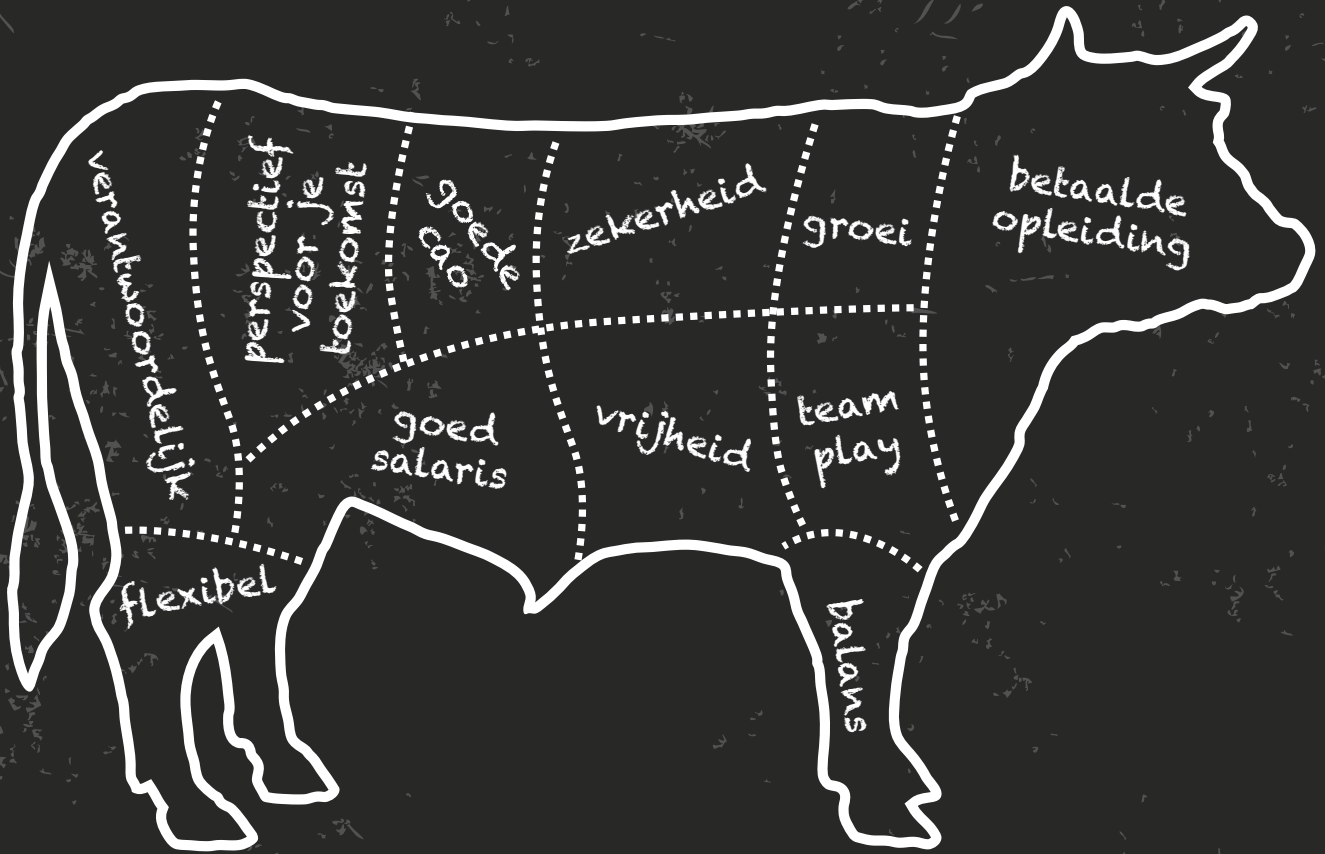 verantwoordelijk
perspectief
voor je
toekomst
goede
cao
zekerheid
groei
betaalde
opleiding
goed
salaris
vrijheid
team
play
flexibel
balans